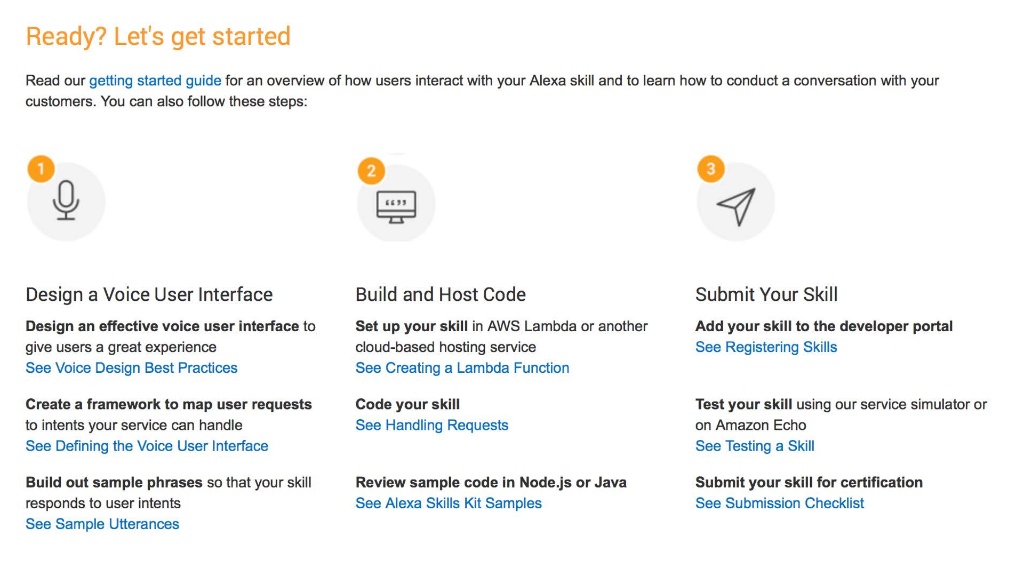 Ready? Let's get started
Read our getting started guide for an overview of how users interact with your Alexa skill and to learn how to conduct a conversation with your
customers. You can also follow these steps:
1
Design a Voice User Interface
Design an effective voice user interface to
give users a great experience
See Voice Design Best Practices
Create a framework to map user requests
to intents your service can handle
See Defining the Voice User Interface
Build out sample phrases so that your skill
responds to user intents
See Sample Utterances
2
Build and Host Code
Set up your skill in AWS Lambda or another
cloud-based hosting service
See Creating a Lambda Function
Code your skill
See Handling Requests
Review sample code in Node.js or Java
See Alexa Skills Kit Samples
3
Submit Your Skill
Add your skill to the developer portal
See Registering Skills
Test your skill using our service simulator or
on Amazon Echo
See Testing a Skill
Submit your skill for certification
See Submission Checklist